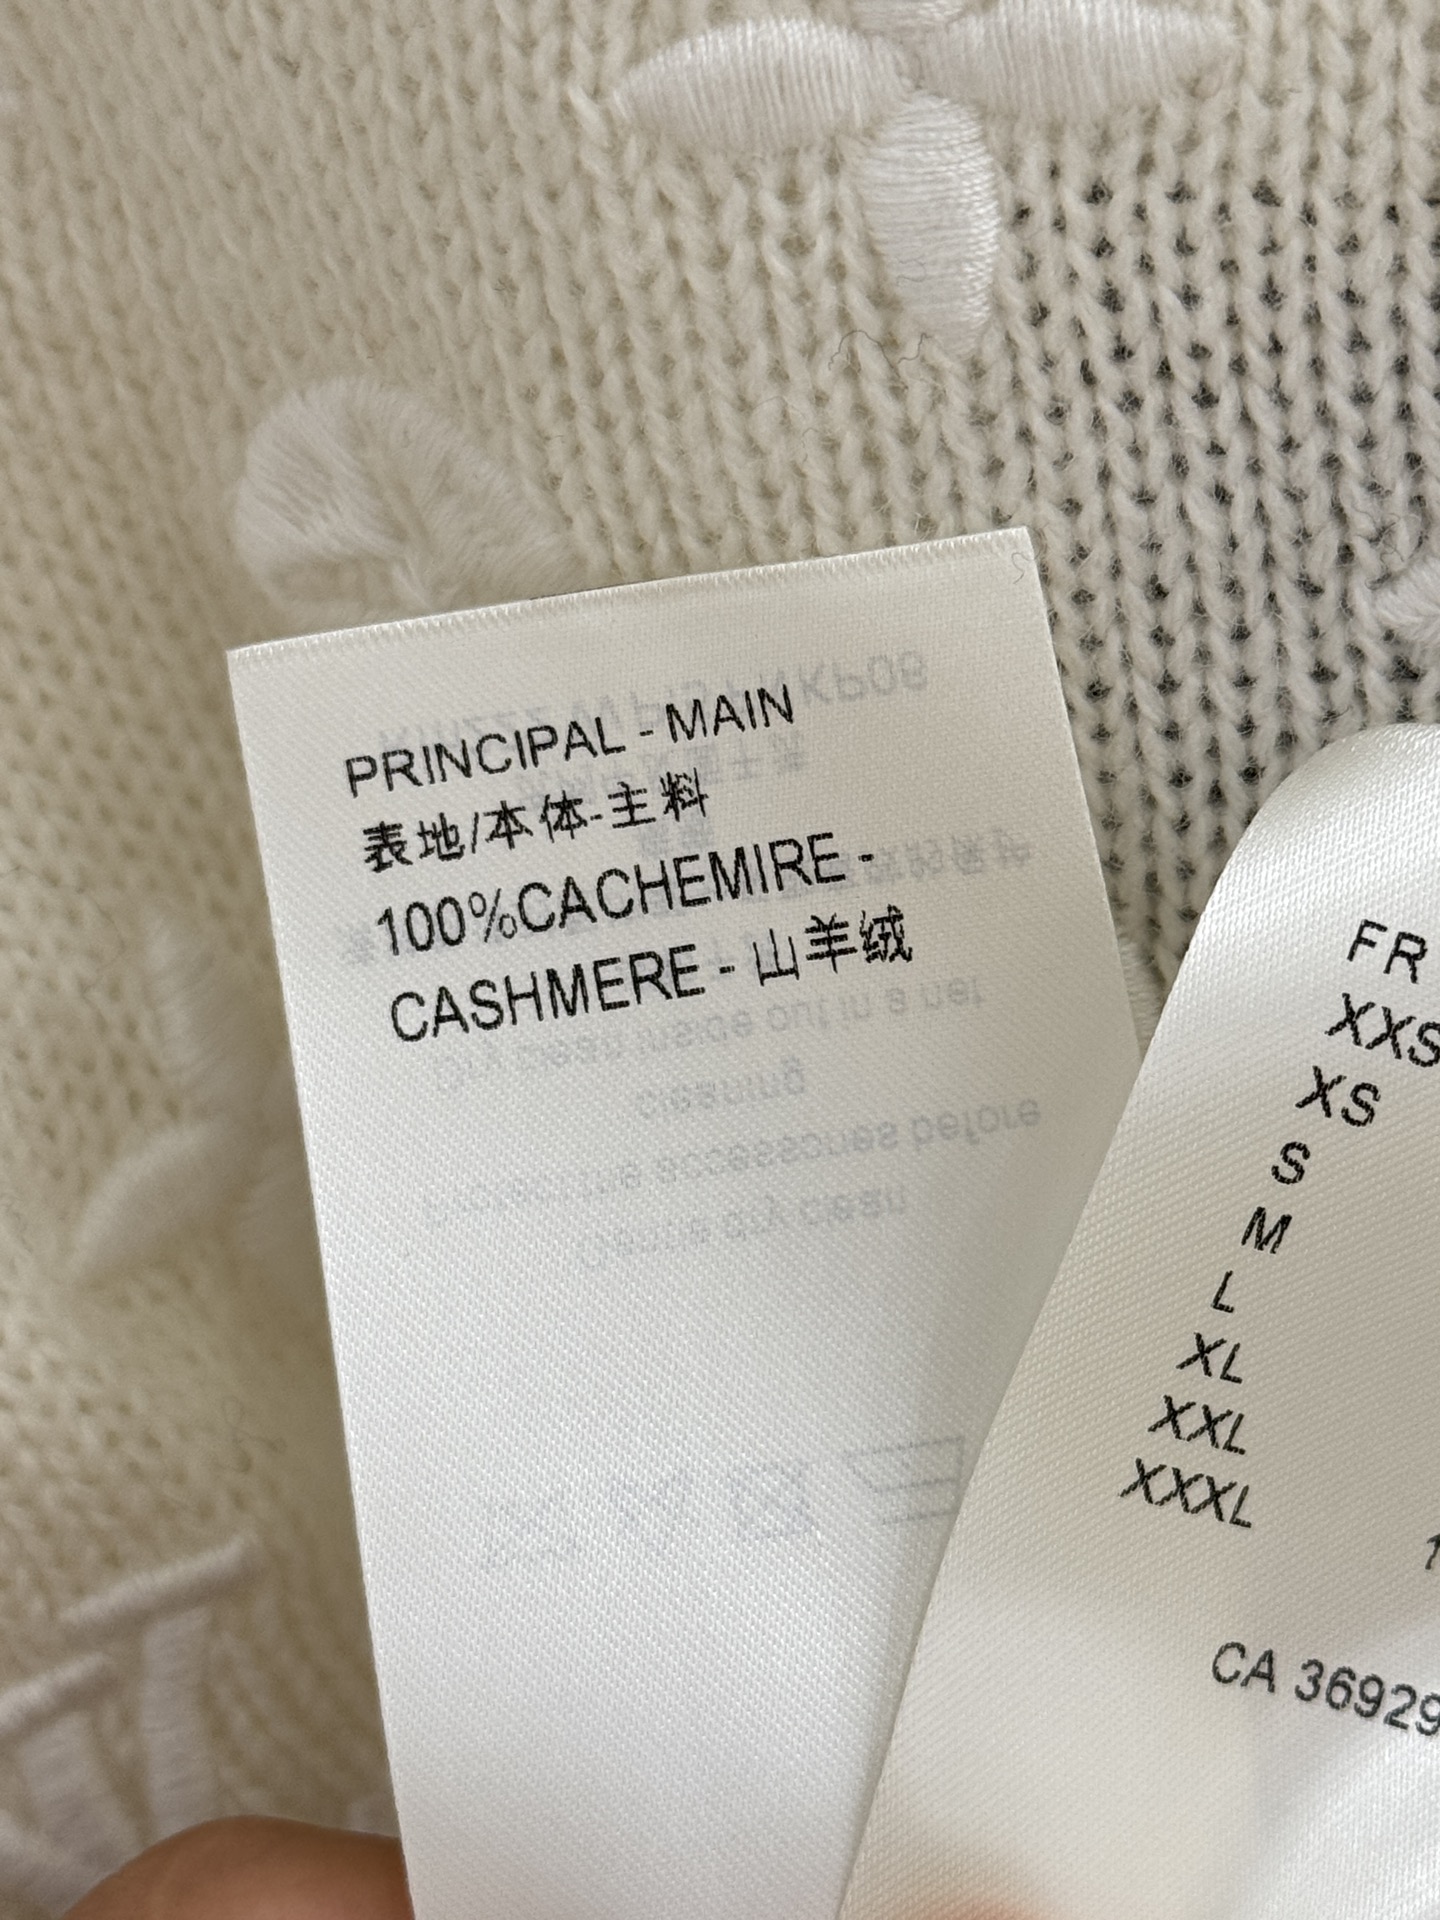 PRINCIPAL - MAIN
表地/本体-主料
100%CACHEMIRE -
CASHMERE - 山羊绒
FR
XXS
XS
S
M
L
XL
XXL
XXXL
CA 36929